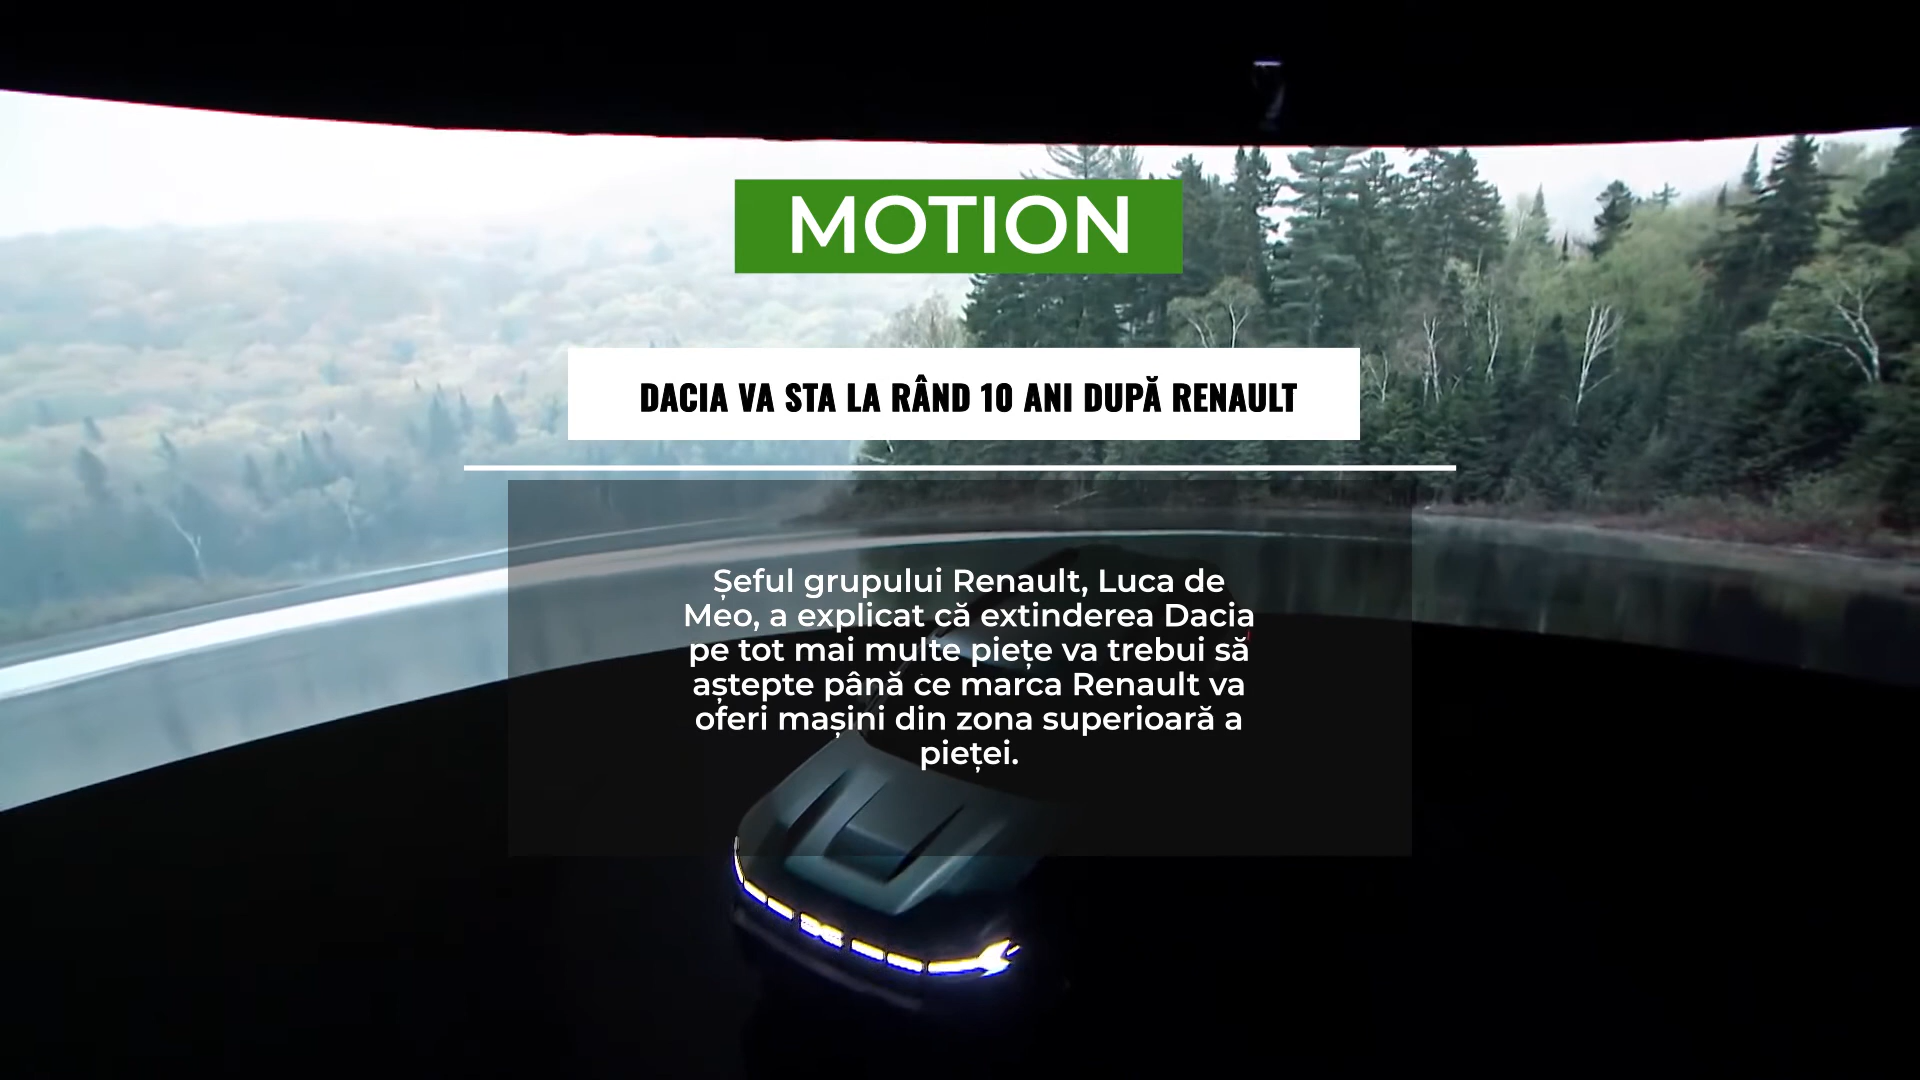 MOTION
DACIA VA STA LA RÂND 10 ANI DUPĂ RENAULT
Șeful grupului Renault, Luca de
Meo, a explicat că extinderea Dacia
pe tot mai multe piețe va trebui să
aștepte până ce marca Renault va
oferi mașini din zona superioară a
pieței.